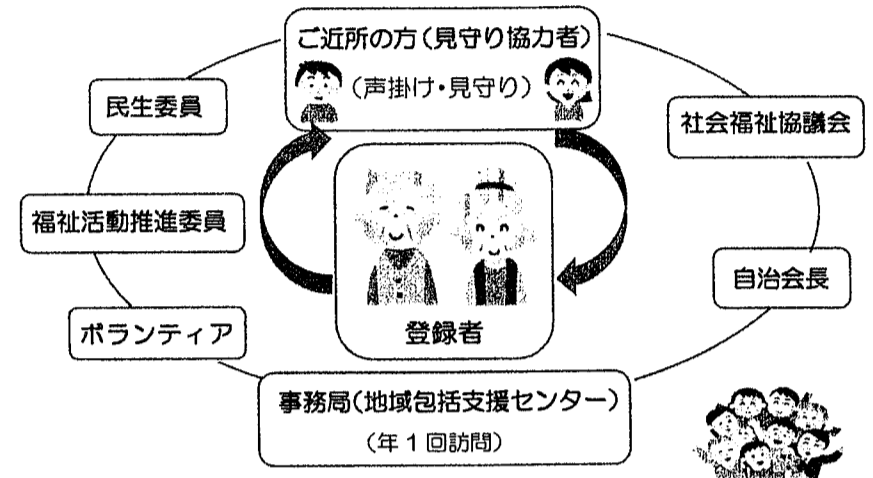 ご近所の方(見守り協力者)
(声掛け・見守り)
民生委員
社会福祉協議会
福祉活動推進委員
自治会長
ボランティア
登録者
事務局(地域包括支援センター)
(年1回訪問)